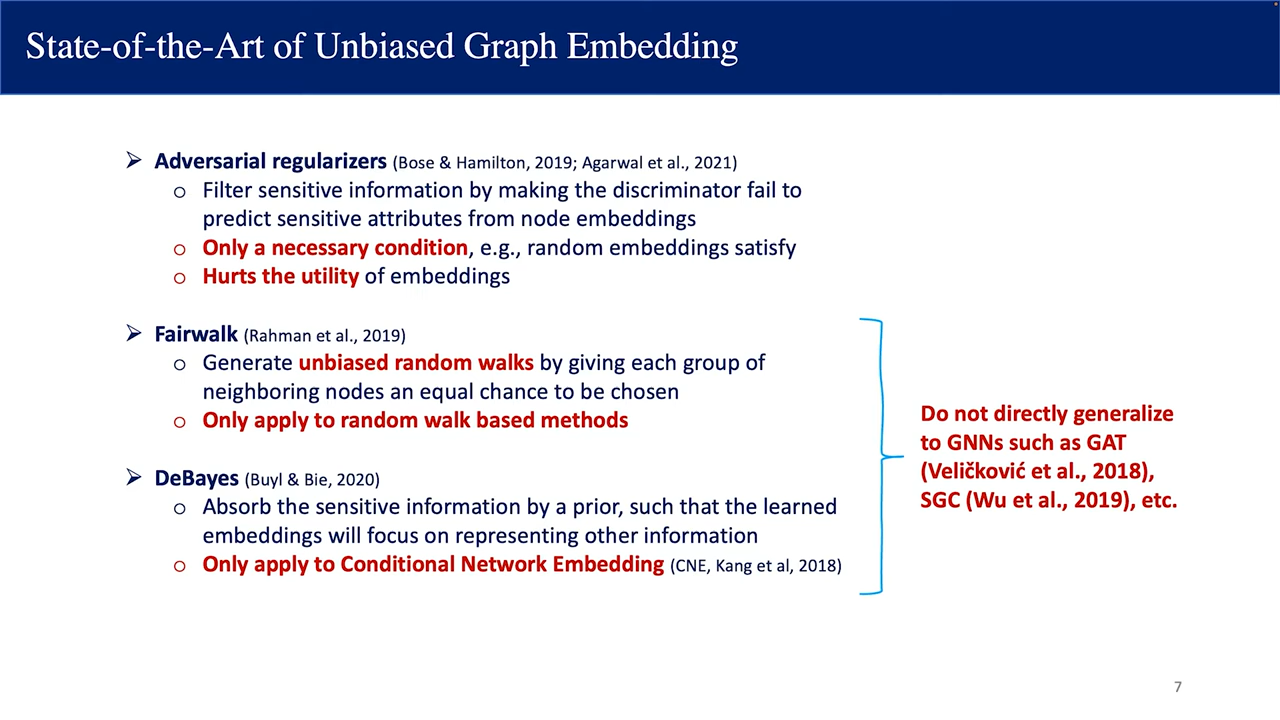 State-of-the-Art of Unbiased Graph Embedding
➢ Adversarial regularizers (Bose & Hamilton, 2019; Agarwal et al., 2021)
o Filter sensitive information by making the discriminator fail to
predict sensitive attributes from node embeddings
o Only a necessary condition, e.g., random embeddings satisfy
o Hurts the utility of embeddings
➢ Fairwalk (Rahman et al., 2019)
o Generate unbiased random walks by giving each group of
neighboring nodes an equal chance to be chosen
o Only apply to random walk based methods
➢ DeBayes (Buyl & Bie, 2020)
o Absorb the sensitive information by a prior, such that the learned
embeddings will focus on representing other information
o Only apply to Conditional Network Embedding (CNE, Kang et al, 2018)
Do not directly generalize
to GNNs such as GAT
(Veličković et al., 2018),
SGC (Wu et al., 2019), etc.
7